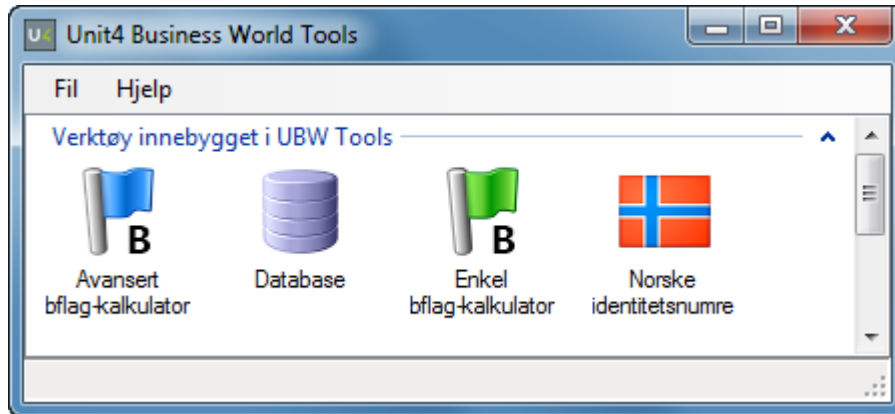 U4 Unit4 Business World Tools
Fil Hjelp
Verktøy innebygget i UBW Tools
B B
Avansert Database Enkel Norske
bflag-kalkulator bflag-kalkulator identitetsnumre